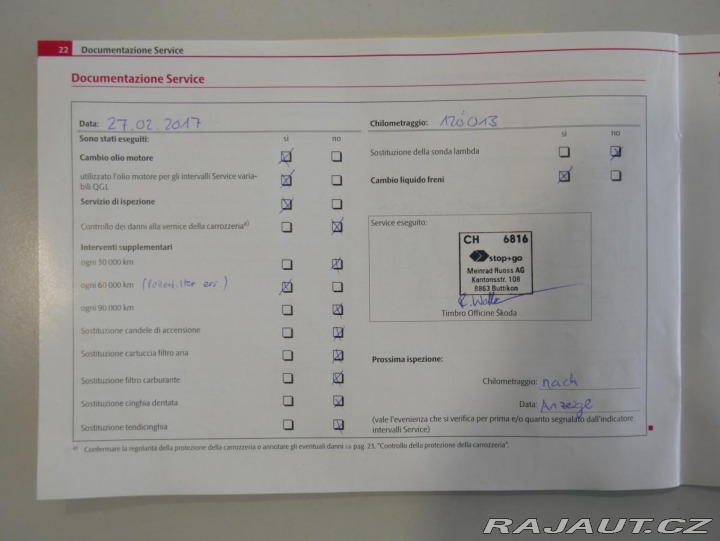 22 Documentazione Service
Documentazione Service
Data: 27.02.2017
Chilometraggio: 120013
Sono stati eseguiti: sì no
sì no
Cambio olio motore
Sostituzione della sonda lambda
utilizzato l'olio motore per gli intervalli Service varia-
bili QG1
Cambio liquido freni
Servizio di ispezione
Controllo dei danni alla vernice della carrozzeria a)
Service eseguito:
CH 6816
stop+go
Meinrad Ruoss AG
Kantonsstr. 108
8863 Buttikon
Timbro Officine Škoda
Interventi supplementari
ogni 30 000 km
ogni 60 000 km (Pollenfilter ers.)
ogni 90 000 km
Sostituzione candele di accensione
Sostituzione cartuccia filtro aria
Sostituzione filtro carburante
Sostituzione cinghia dentata
Sostituzione tendicinghia
Prossima ispezione:
Chilometraggio: nach
Data: Anzeige
(vale l'evenienza che si verifica per prima e/o quanto segnalato dall'indicatore
intervalli Service)
a) Confermare la regolarità della protezione della carrozzeria o annotare gli eventuali danni ⇒ pag. 23, "Controllo della protezione della carrozzeria".
RAJAUT.CZ